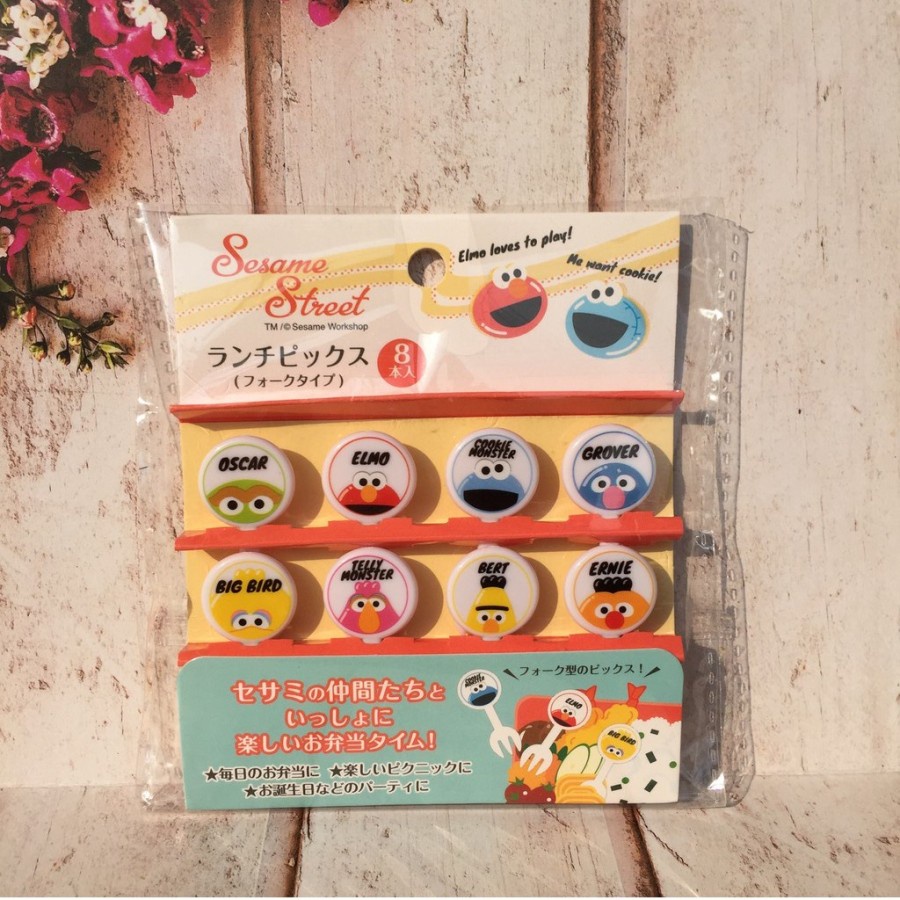 Sesame
Street
TM/© Sesame Workshop
Elmo loves to play!
Me want cookie!
ランチピックス
(フォークタイプ)
8
本入
OSCAR
ELMO
COOKIE
MONSTER
GROVER
BIG BIRD
TELLY
MONSTER
BERT
ERNIE
セサミの仲間たちと
いっしょに
楽しいお弁当タイム!
★毎日のお弁当に ★楽しいピクニックに
★お誕生日などのパーティに
フォーク型のピックス!
COOKIE
MONSTER
ELMO
BIG BIRD